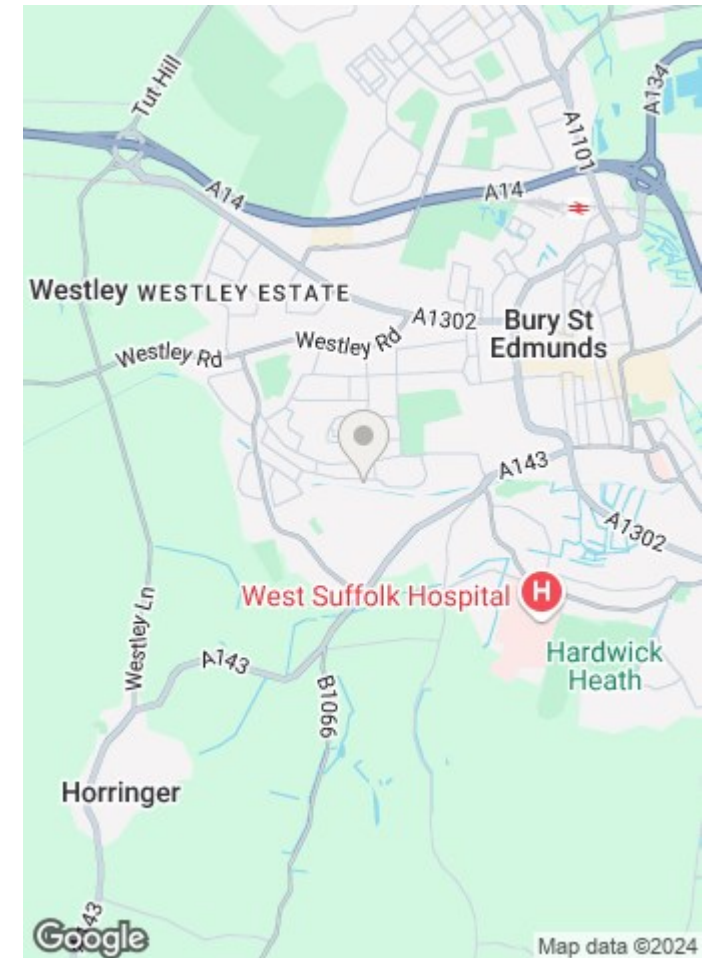 Tut Hill
A134
A1101
A14
A14
Westley
WESTLEY ESTATE
A1302
Bury St
Edmunds
Westley Rd
Westley Rd
A143
A1302
West Suffolk Hospital
H
Westley Ln
Hardwick
Heath
A143
B1066
Horringer
A143
Google
Map data ©2024